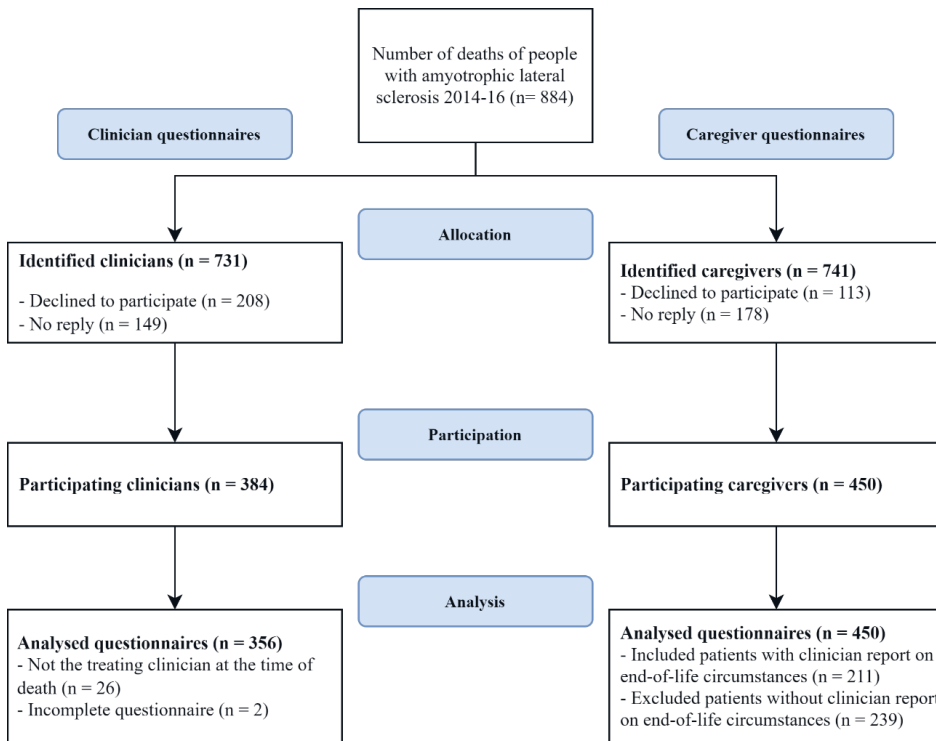 Number of deaths of people
with amyotrophic lateral
sclerosis 2014-16 (n= 884)
Clinician questionnaires
Caregiver questionnaires
Allocation
Identified clinicians (n = 731)
- Declined to participate (n = 208)
- No reply (n = 149)
Identified caregivers (n = 741)
- Declined to participate (n = 113)
- No reply (n = 178)
Participation
Participating clinicians (n = 384)
Participating caregivers (n = 450)
Analysis
Analysed questionnaires (n = 356)
- Not the treating clinician at the time of
death (n = 26)
- Incomplete questionnaire (n = 2)
Analysed questionnaires (n = 450)
- Included patients with clinician report on
end-of-life circumstances (n = 211)
- Excluded patients without clinician report
on end-of-life circumstances (n = 239)